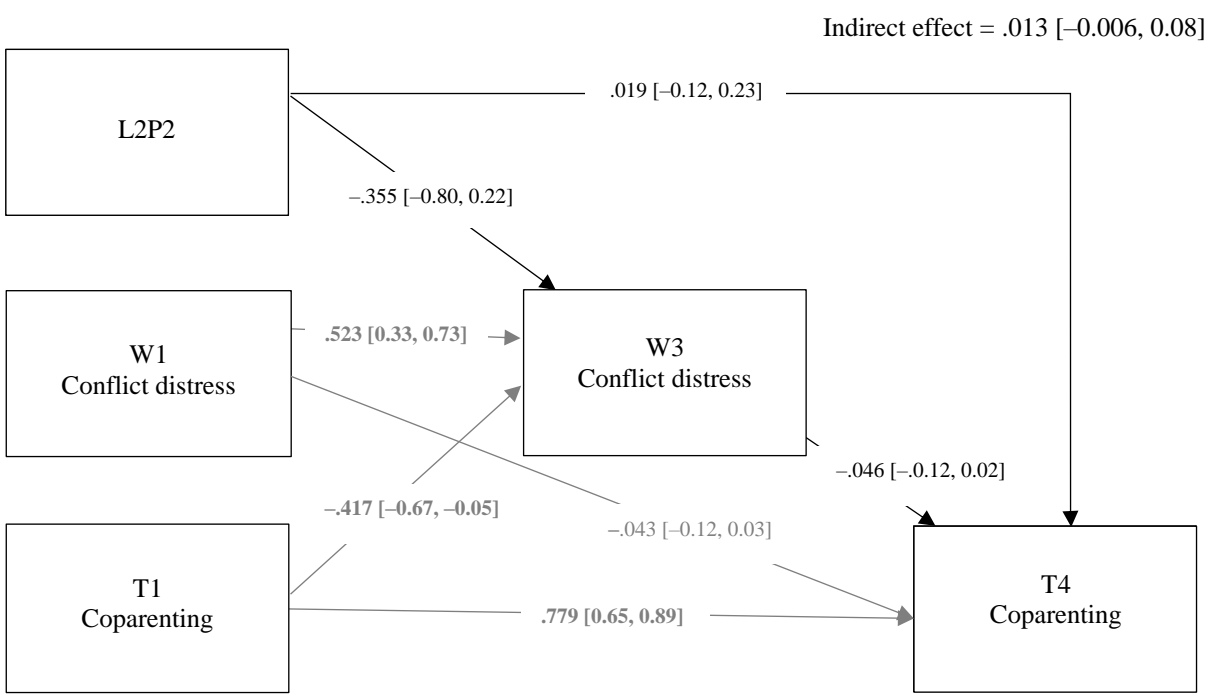 Indirect effect = .013 [–0.006, 0.08]
.019 [–0.12, 0.23]
L2P2
–.355 [–0.80, 0.22]
.523 [0.33, 0.73]
W1
Conflict distress
W3
Conflict distress
–.046 [–.0.12, 0.02]
–.417 [–0.67, –0.05]
–.043 [–0.12, 0.03]
T1
Coparenting
.779 [0.65, 0.89]
T4
Coparenting